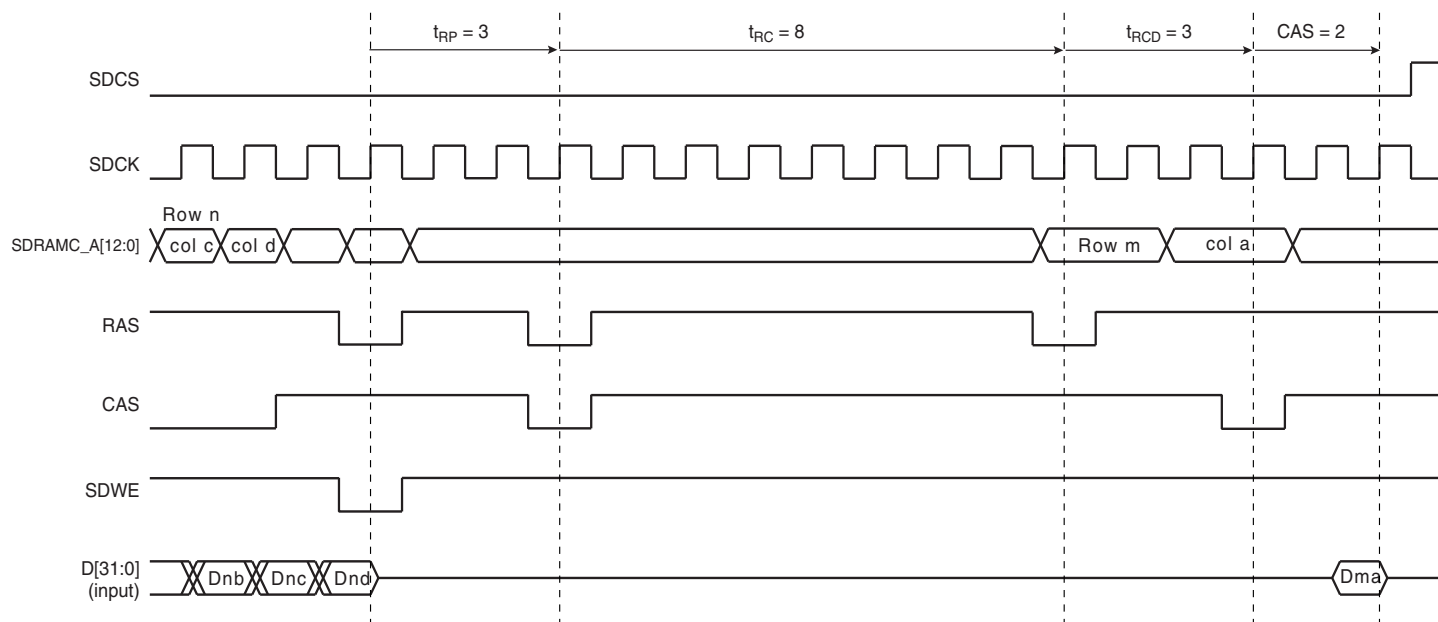 tRP = 3
tRC = 8
tRCD = 3
CAS = 2
SDCS
SDCK
Row n
SDRAMC_A[12:0]
col c
col d
Row m
col a
RAS
CAS
SDWE
D[31:0]
(input)
Dnb
Dnc
Dnd
Dma